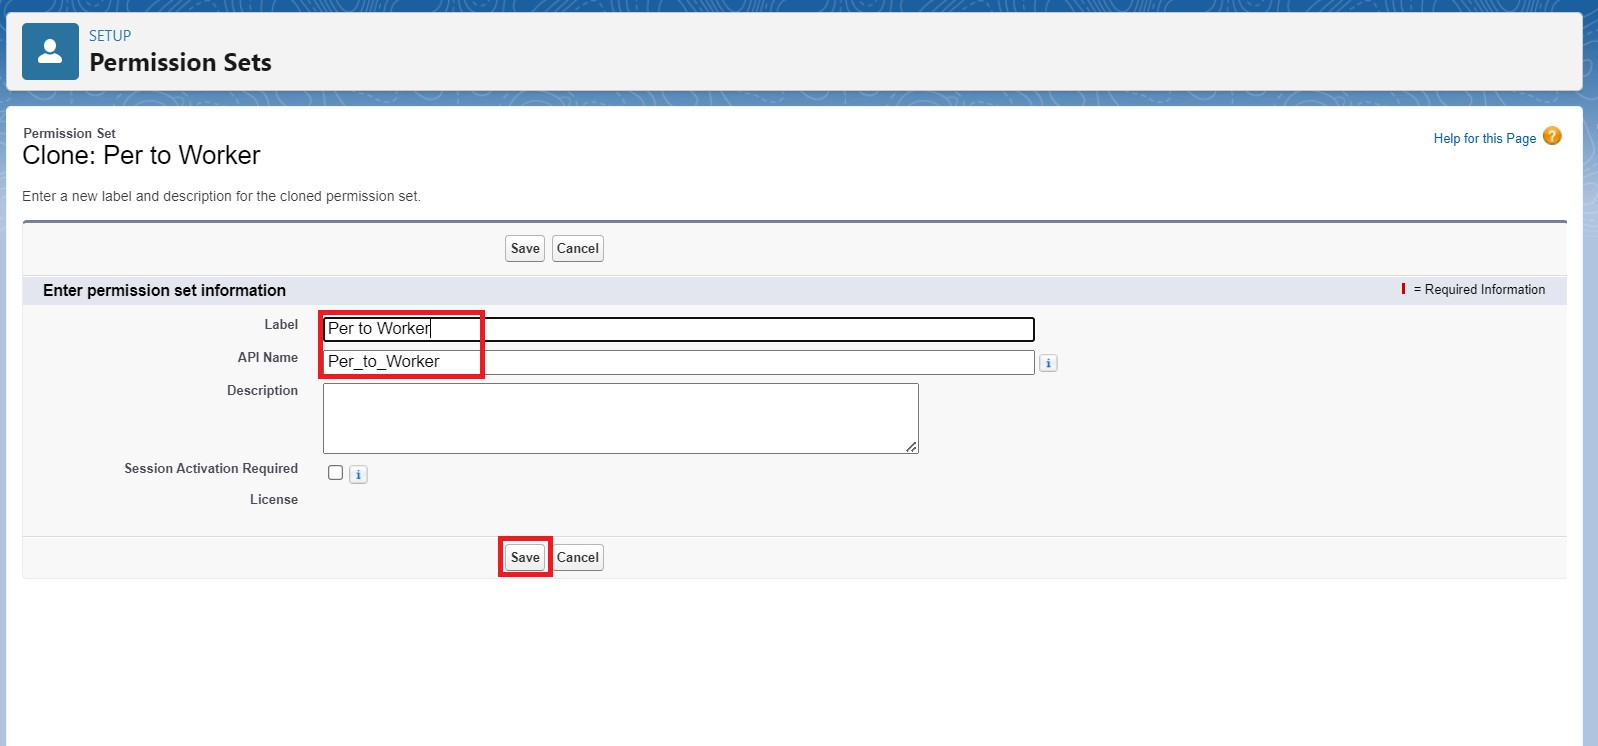 SETUP
Permission Sets
Permission Set
Clone: Per to Worker
Help for this Page ?
Enter a new label and description for the cloned permission set.
Save Cancel
Enter permission set information
= Required Information
Label Per to Worker
API Name Per_to_Worker i
Description
Session Activation Required i
License
Save Cancel